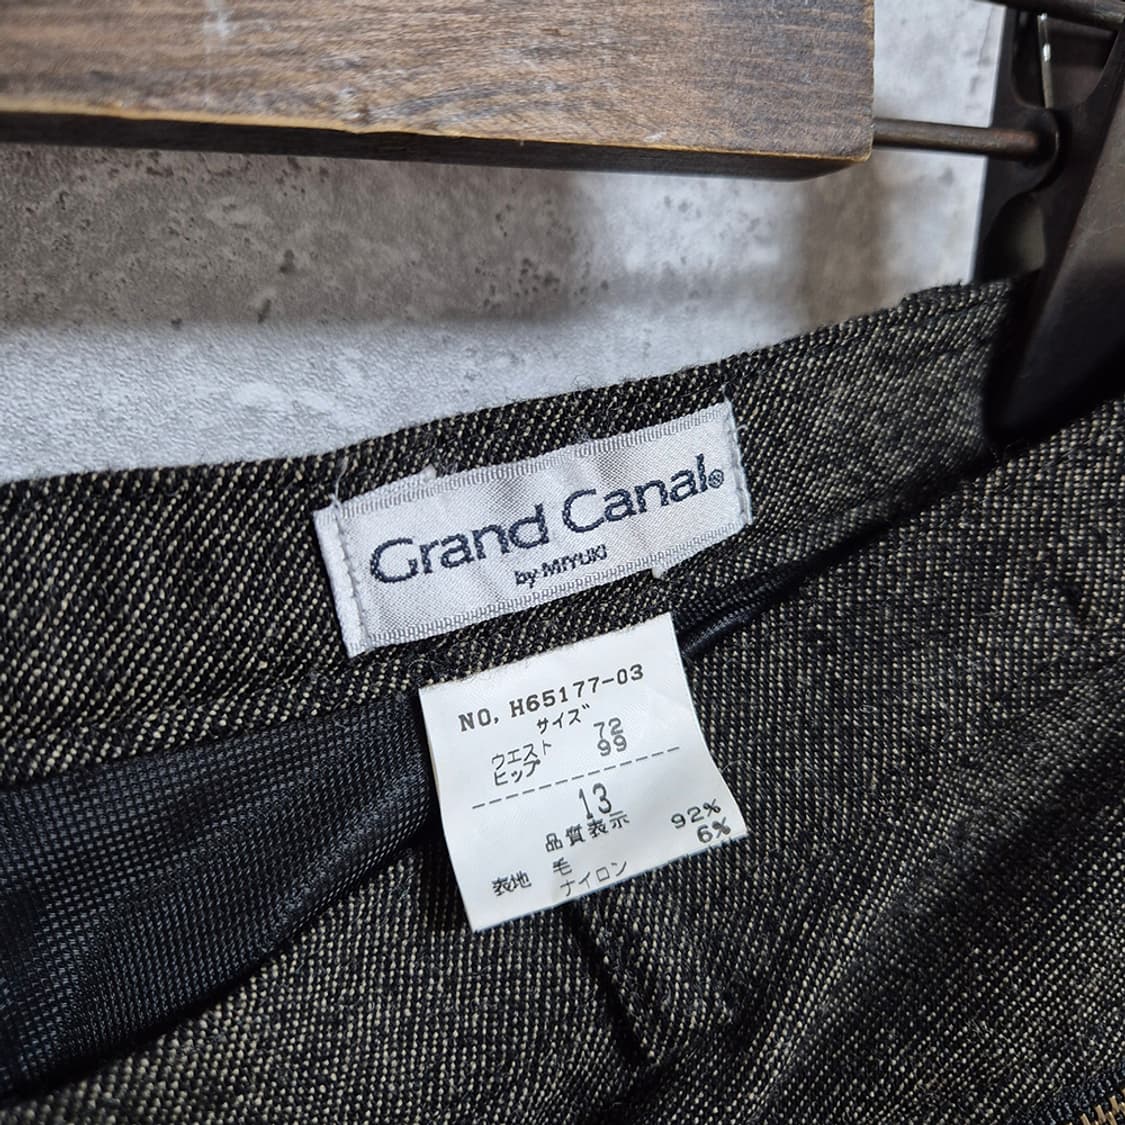 Grand Canal®
by MIYUKI
NO. H65177-03
サイズ
ウエスト 72
ヒップ 99
13
品質表示
表地 毛 92%
ナイロン 6%